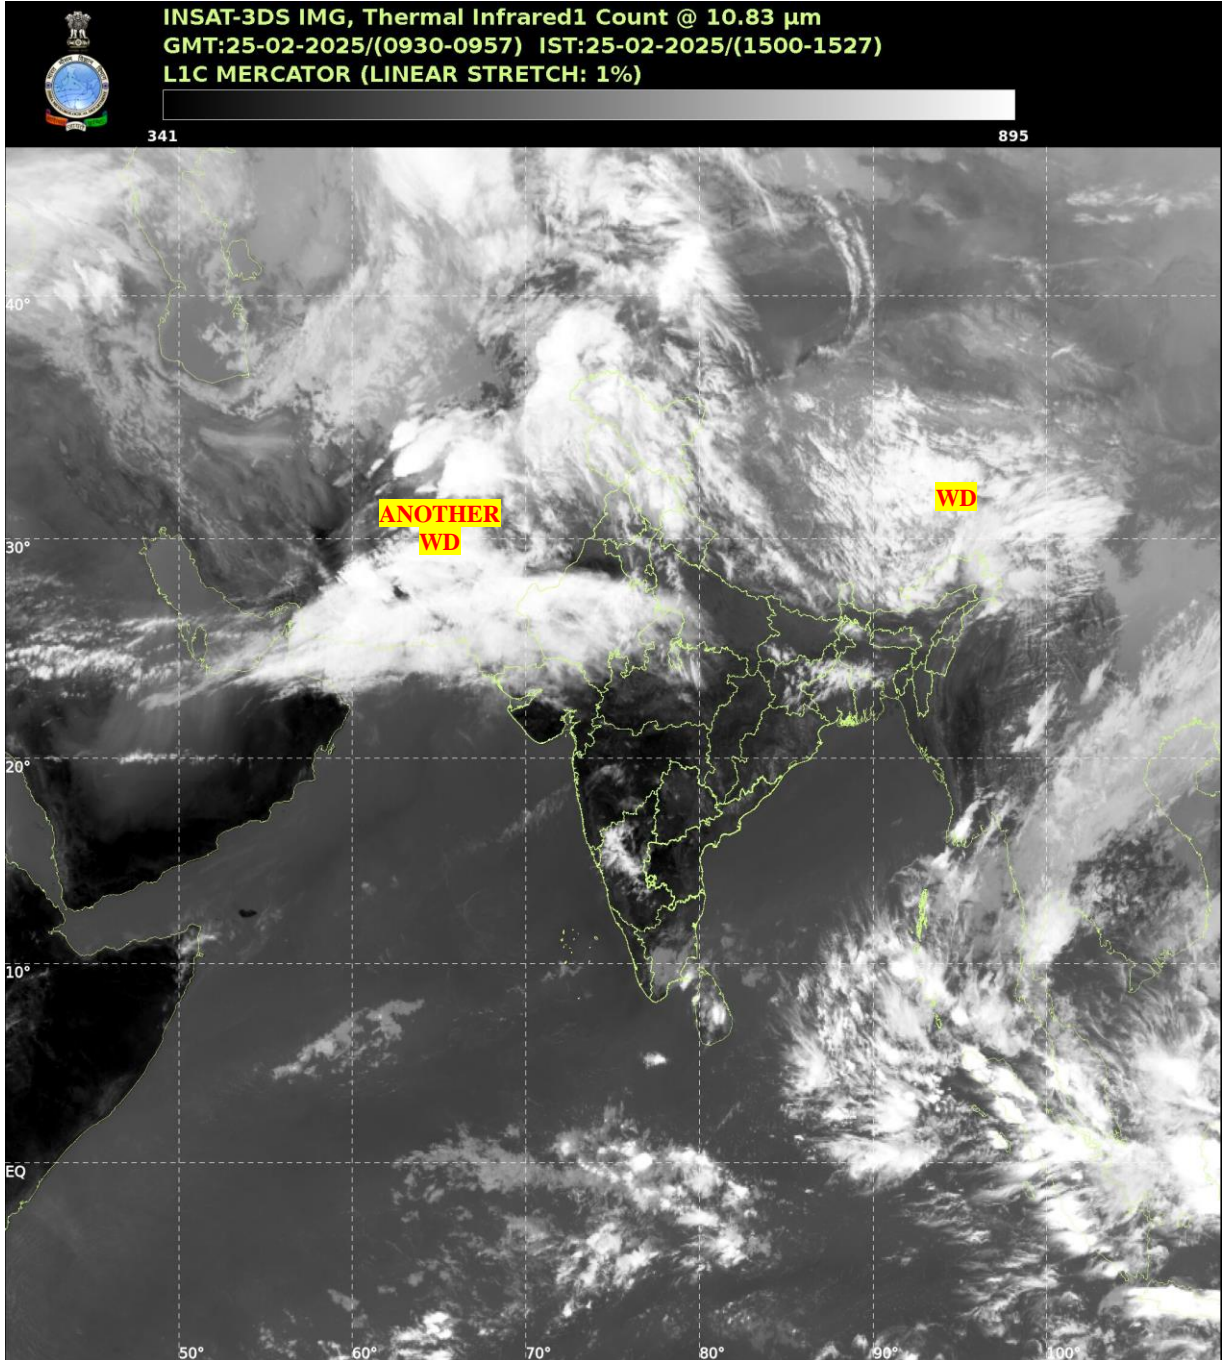 INSAT-3DS IMG, Thermal Infrared1 Count @ 10.83 μm
GMT:25-02-2025/(0930-0957) IST:25-02-2025/(1500-1527)
L1C MERCATOR (LINEAR STRETCH: 1%)
341 895
40°
WD
ANOTHER
WD
30°
20°
10°
EQ
50° 60° 70° 80° 90° 100°